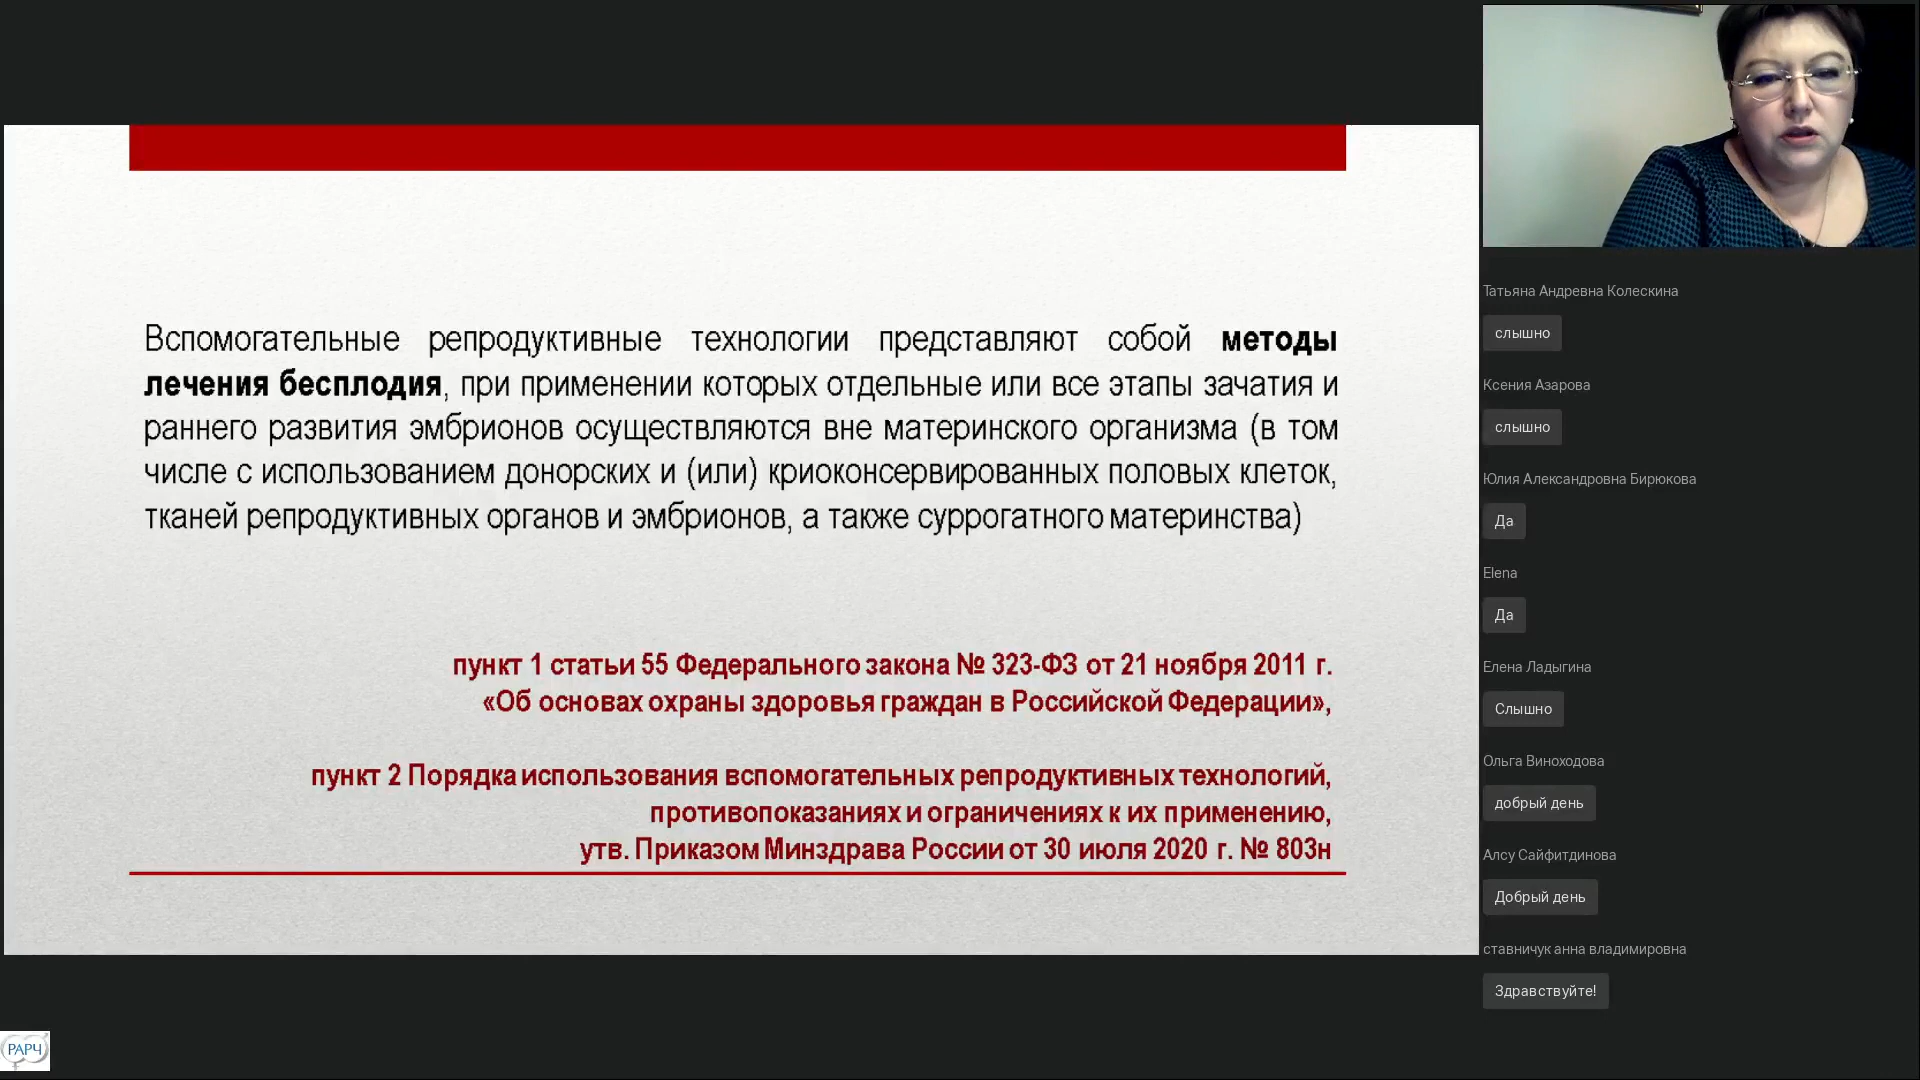 Вспомогательные репродуктивные технологии представляют собой методы
лечения бесплодия, при применении которых отдельные или все этапы зачатия и
раннего развития эмбрионов осуществляются вне материнского организма (в том
числе с использованием донорских и (или) криоконсервированных половых клеток,
тканей репродуктивных органов и эмбрионов, а также суррогатного материнства)
пункт 1 статьи 55 Федерального закона № 323-ФЗ от 21 ноября 2011 г.
«Об основах охраны здоровья граждан в Российской Федерации»,
пункт 2 Порядка использования вспомогательных репродуктивных технологий,
противопоказаниях и ограничениях к их применению,
утв. Приказом Минздрава России от 30 июля 2020 г. № 803н
Татьяна Андревна Колескина
слышно
Ксения Азарова
слышно
Юлия Александровна Бирюкова
Да
Elena
Да
Елена Ладыгина
Слышно
Ольга Виноходова
добрый день
Алсу Сайфитдинова
Добрый день
ставничук анна владимировна
Здравствуйте!
РАРЧ